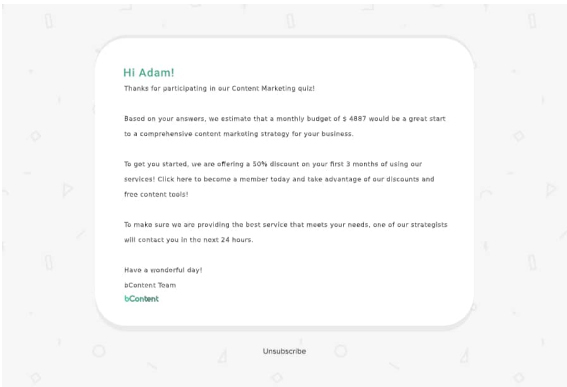 Hi Adam!
Thanks for participating in our Content Marketing quiz!
Based on your answers, we estimate that a monthly budget of $ 4887 would be a great start
to a comprehensive content marketing strategy for your business.
To get you started, we are offering a 50% discount on your first 3 months of using our
services! Click here to become a member today and take advantage of our discounts and
free content tools!
To make sure we are providing the best service that meets your needs, one of our strategists
will contact you in the next 24 hours.
Have a wonderful day!
bContent Team
bContent
Unsubscribe